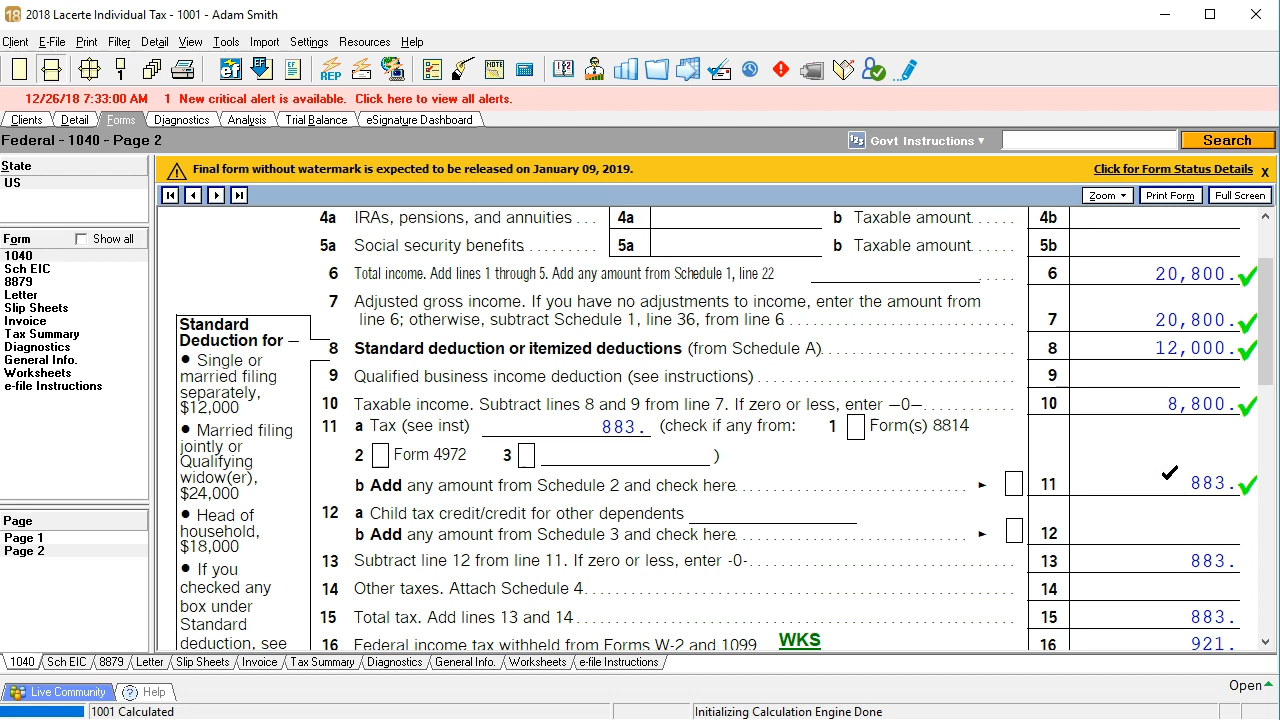 18 2018 Lacerte Individual Tax - 1001 - Adam Smith
Client E-File Print Filter Detail View Tools Import Settings Resources Help
ef REP NOTE
12/26/18 7:33:00 AM 1 New critical alert is available. Click here to view all alerts.
Clients Detail Forms Diagnostics Analysis Trial Balance eSignature Dashboard
Federal - 1040 - Page 2 123 Govt Instructions Search
State
US
Form Show all
1040
Sch EIC
8879
Letter
Slip Sheets
Invoice
Tax Summary
Diagnostics
General Info.
Worksheets
e-file Instructions
Page
Page 1
Page 2
Final form without watermark is expected to be released on January 09, 2019. Click for Form Status Details x
Zoom Print Form Full Screen
4a IRAs, pensions, and annuities . . . 4a b Taxable amount. . . . . . 4b
5a Social security benefits. . . . . . . . . . 5a b Taxable amount. . . . . . 5b
6 Total income. Add lines 1 through 5. Add any amount from Schedule 1, line 22 . . . . . 6 20,800.
7 Adjusted gross income. If you have no adjustments to income, enter the amount from
line 6; otherwise, subtract Schedule 1, line 36, from line 6. 7 20,800.
Standard
Deduction for —
● Single or
married filing
separately,
$12,000
● Married filing
jointly or
Qualifying
widow(er),
$24,000
● Head of
household,
$18,000
● If you
checked any
box under
Standard
deduction, see
8 Standard deduction or itemized deductions (from Schedule A) 8 12,000.
9 Qualified business income deduction (see instructions) 9
10 Taxable income. Subtract lines 8 and 9 from line 7. If zero or less, enter —0— 10 8,800.
11 a Tax (see inst) 883. (check if any from: 1 Form(s) 8814
2 Form 4972 3 )
b Add any amount from Schedule 2 and check here ► 11 883.
12 a Child tax credit/credit for other dependents
b Add any amount from Schedule 3 and check here ► 12
13 Subtract line 12 from line 11. If zero or less, enter -0- 13 883.
14 Other taxes. Attach Schedule 4. 14
15 Total tax. Add lines 13 and 14 15 883.
16 Federal income tax withheld from Forms W-2 and 1099 WKS 16 921.
1040 Sch EIC 8879 Letter Slip Sheets Invoice Tax Summary Diagnostics General Info. Worksheets e-file Instructions
Live Community ? Help Open
1001 Calculated Initializing Calculation Engine Done